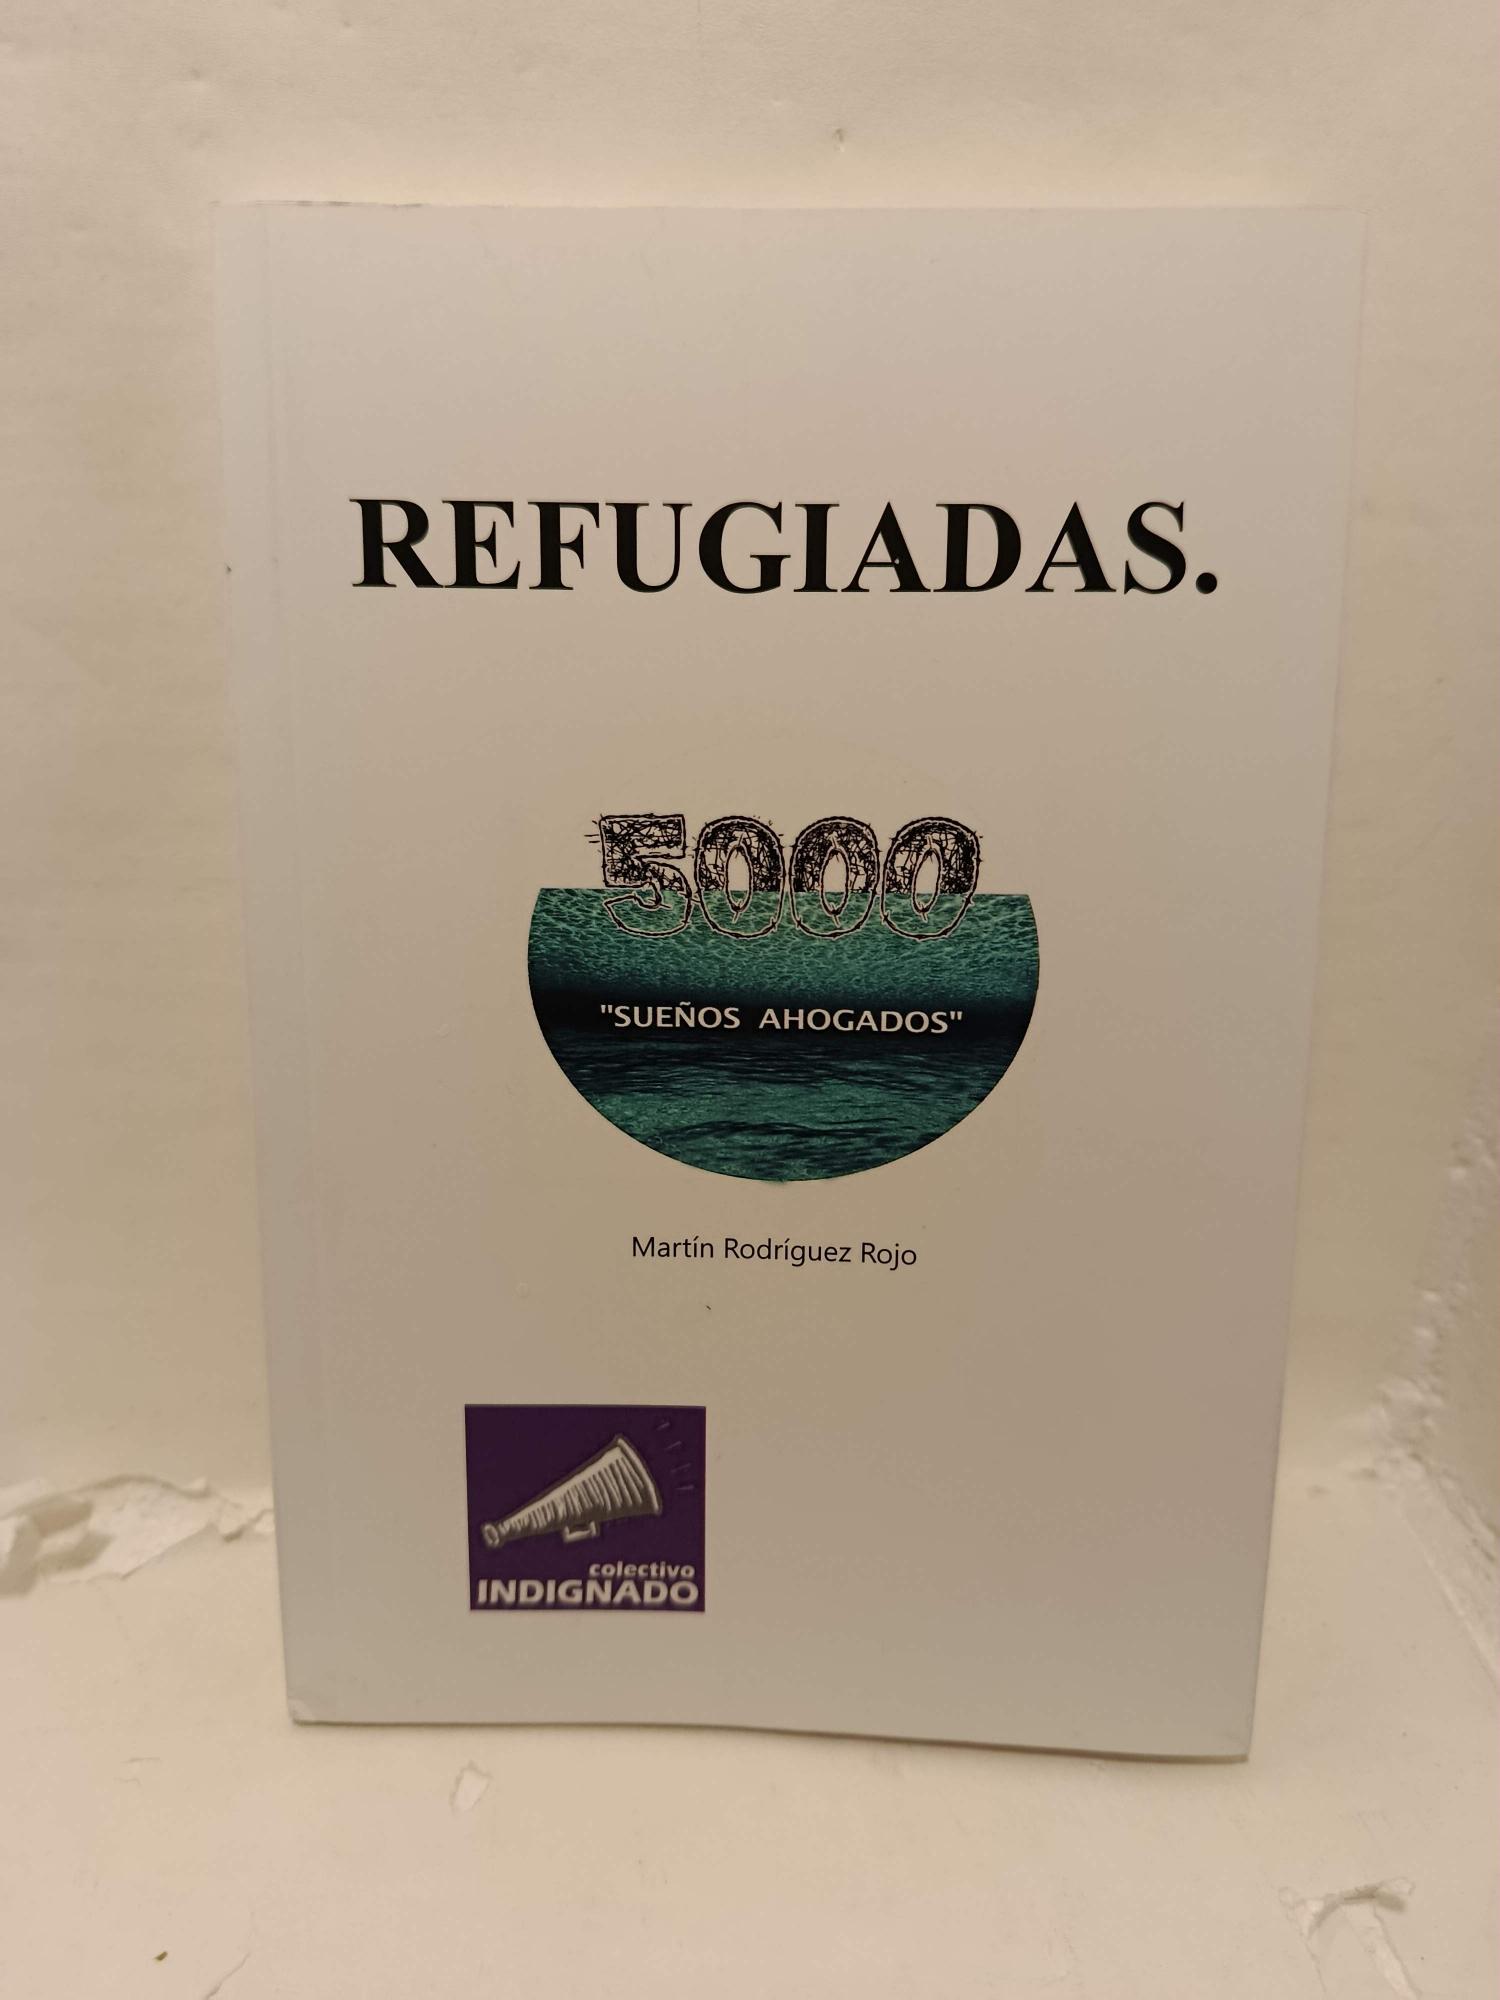 REFUGIADAS.
5000
"SUEÑOS AHOGADOS"
Martín Rodríguez Rojo
colectivo
INDIGNADO